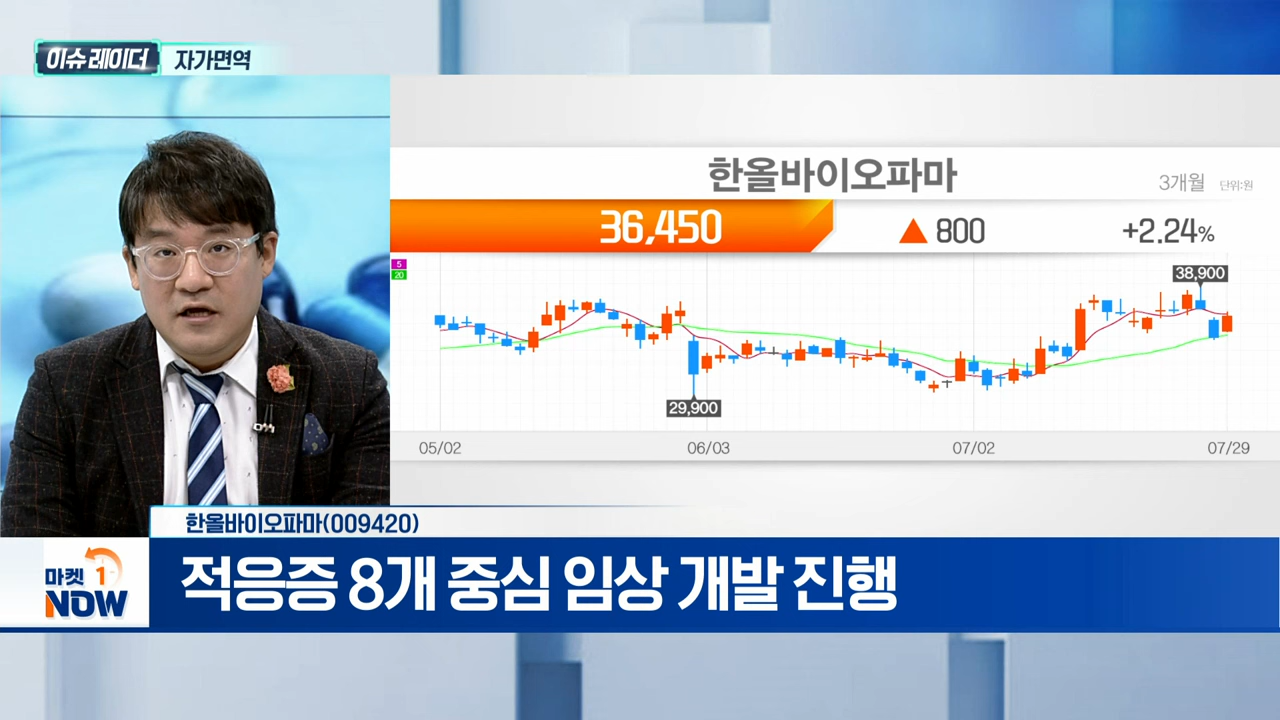 이슈레이더 자가면역
한올바이오파마
3개월 단위:원
36,450 ▲ 800 +2.24%
5
20
38,900
29,900
05/02 06/03 07/02 07/29
한올바이오파마(009420)
적응증 8개 중심 임상 개발 진행
마켓 1
NOW